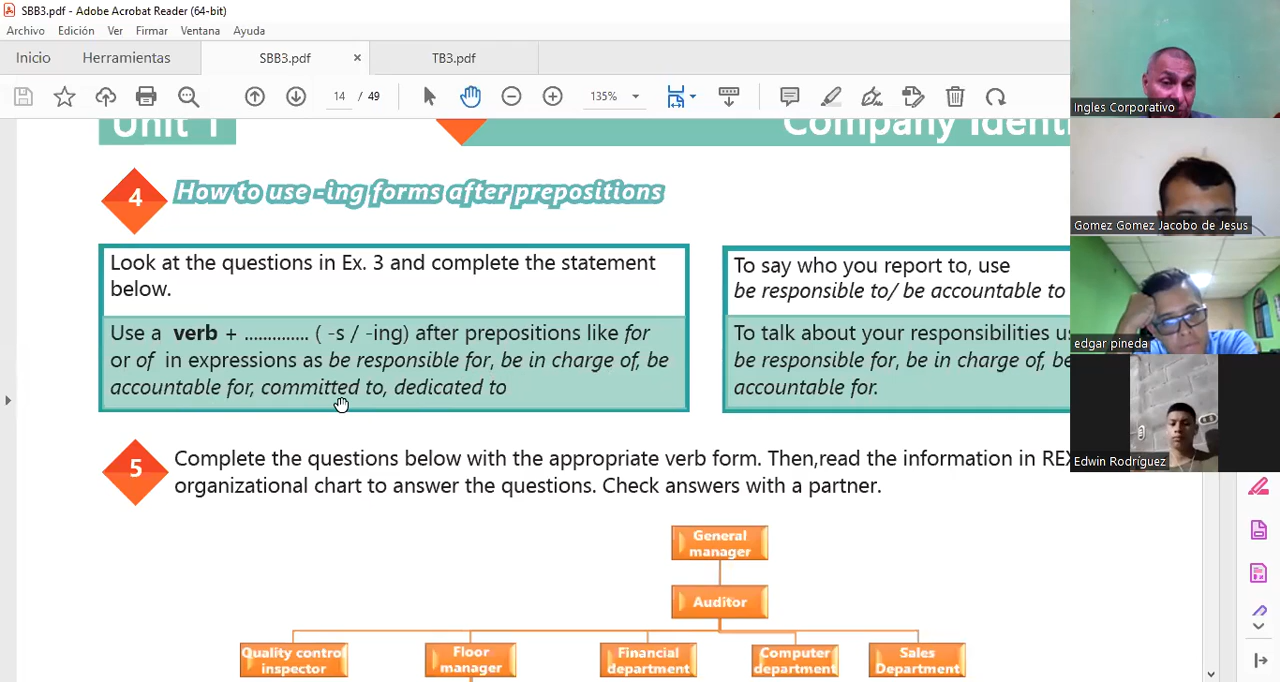 SBB3.pdf - Adobe Acrobat Reader (64-bit)
Archivo Edición Ver Firmar Ventana Ayuda
Inicio Herramientas SBB3.pdf × TB3.pdf
14 / 49 135%
Unit 1 Company Identi
4 How to use -ing forms after prepositions
Look at the questions in Ex. 3 and complete the statement
below.
Use a verb + ............. ( -s / -ing) after prepositions like for
or of in expressions as be responsible for, be in charge of, be
accountable for, committed to, dedicated to
To say who you report to, use
be responsible to/ be accountable to
To talk about your responsibilities us
be responsible for, be in charge of, be
accountable for.
5 Complete the questions below with the appropriate verb form. Then,read the information in REX
organizational chart to answer the questions. Check answers with a partner.
General
manager
Auditor
Quality control
inspector
Floor
manager
Financial
department
Computer
department
Sales
Department
Ingles Corporativo
Gomez Gomez Jacobo de Jesus
edgar pineda
Edwin Rodríguez